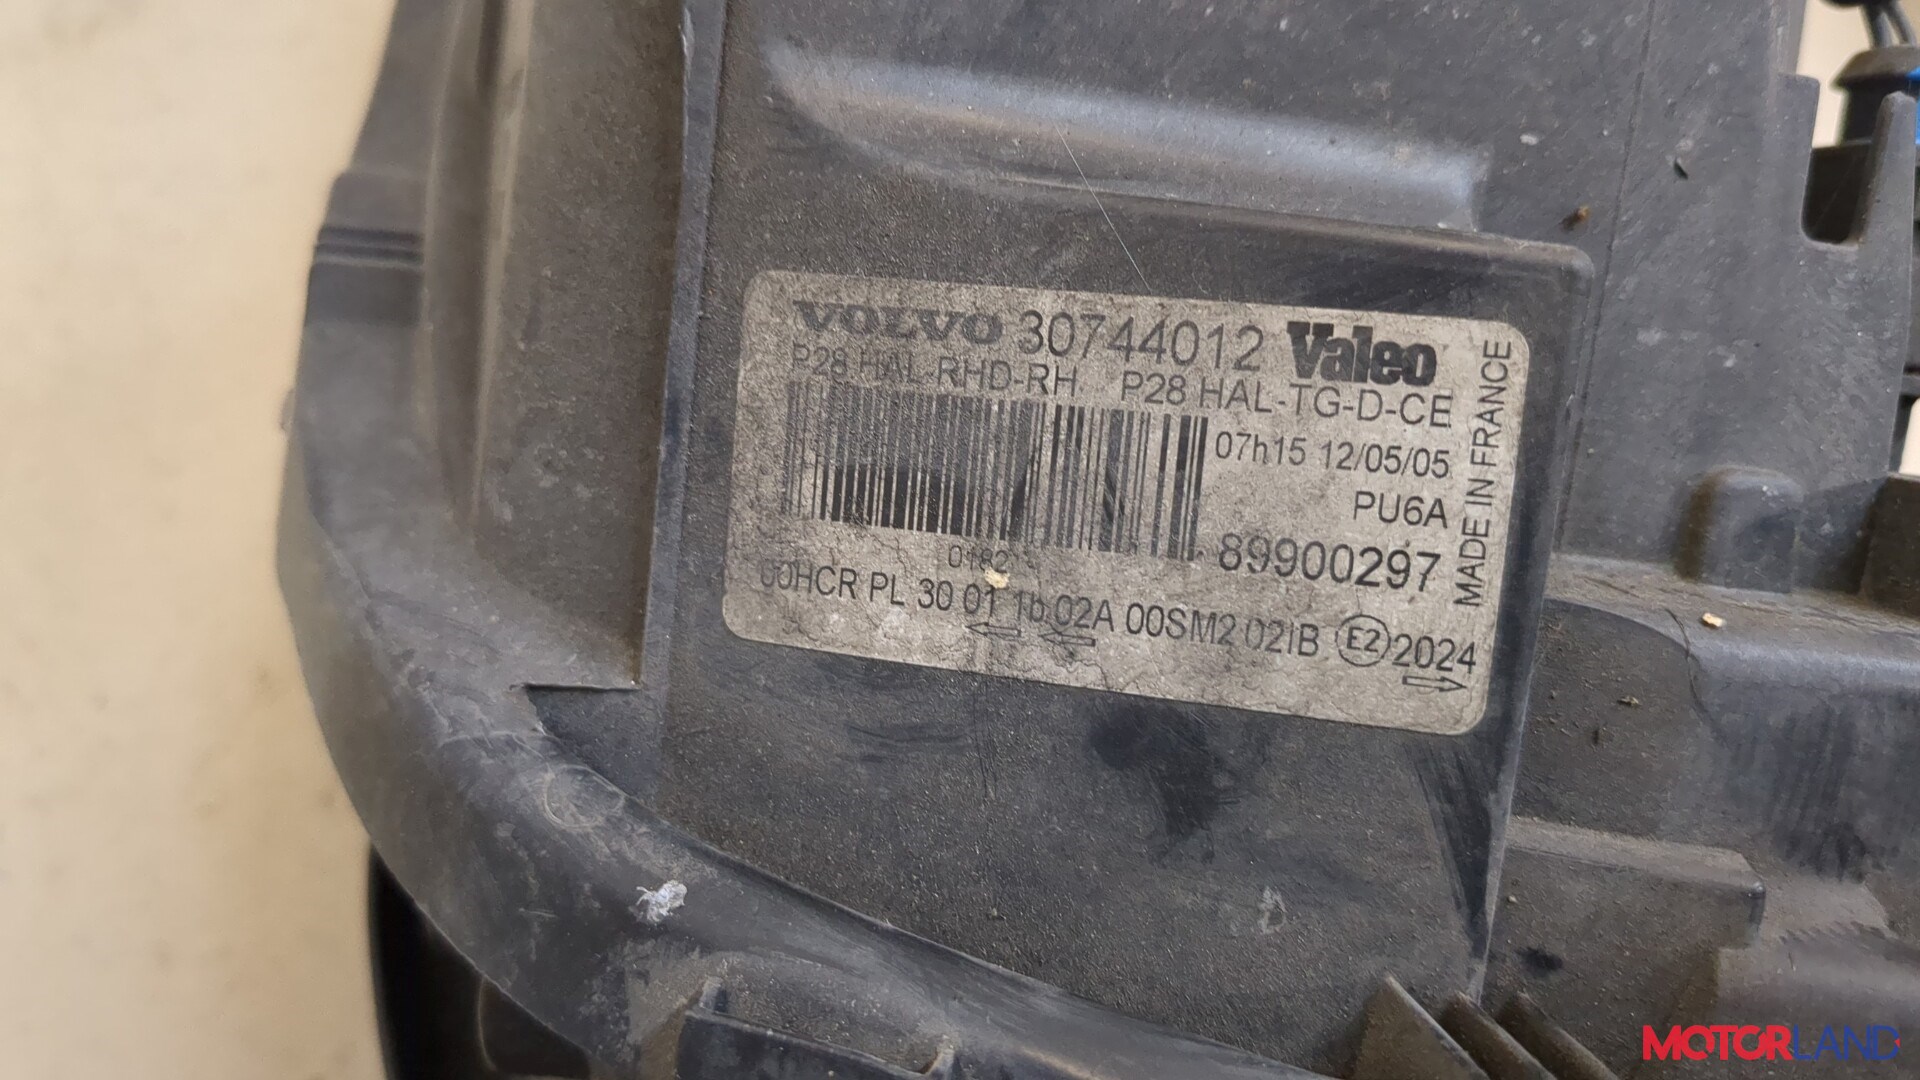 VOLVO 30744012 Valeo
P28 HAL-RHD-RH P28 HAL-TG-D-CE
07h15 12/05/05
PU6A
89900297
MADE IN FRANCE
0182
00HCR PL 30 01 1b 02A 00SM2 02IB E2 2024
MOTORLAND